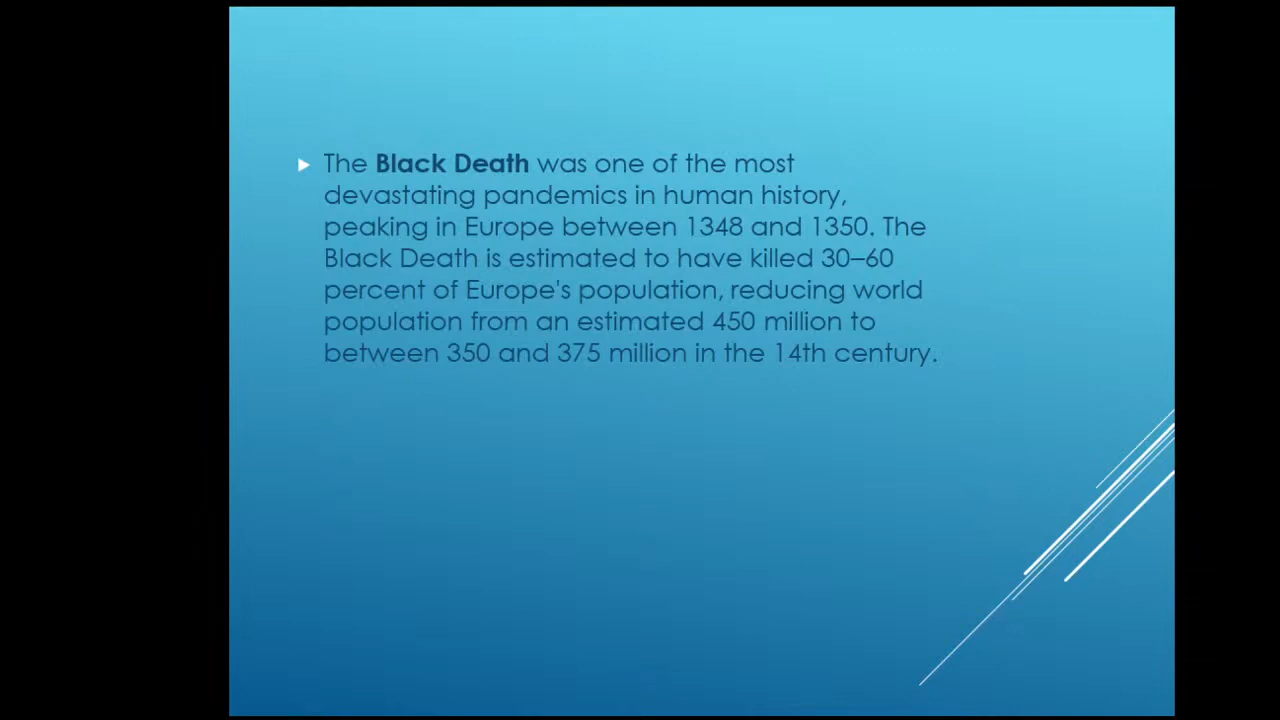 The Black Death was one of the most
devastating pandemics in human history,
peaking in Europe between 1348 and 1350. The
Black Death is estimated to have killed 30–60
percent of Europe's population, reducing world
population from an estimated 450 million to
between 350 and 375 million in the 14th century.